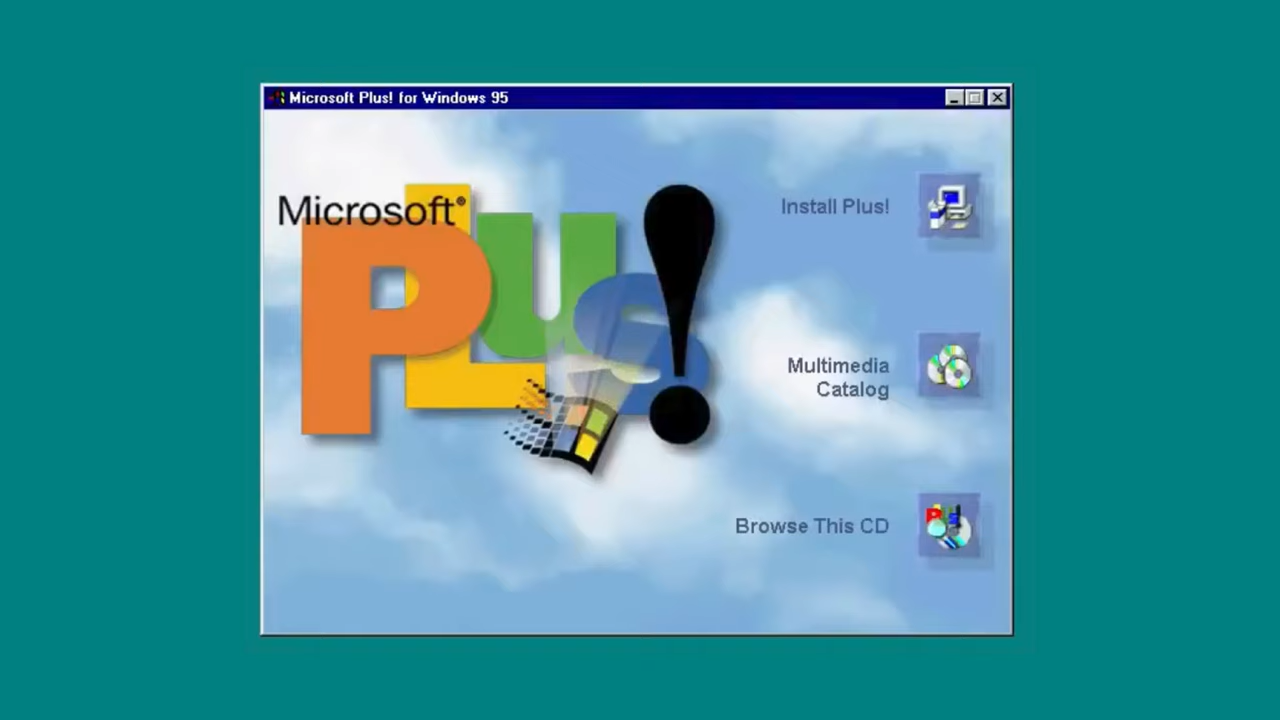 Microsoft Plus! for Windows 95
Microsoft®
PLUS!
Install Plus!
Multimedia
Catalog
Browse This CD